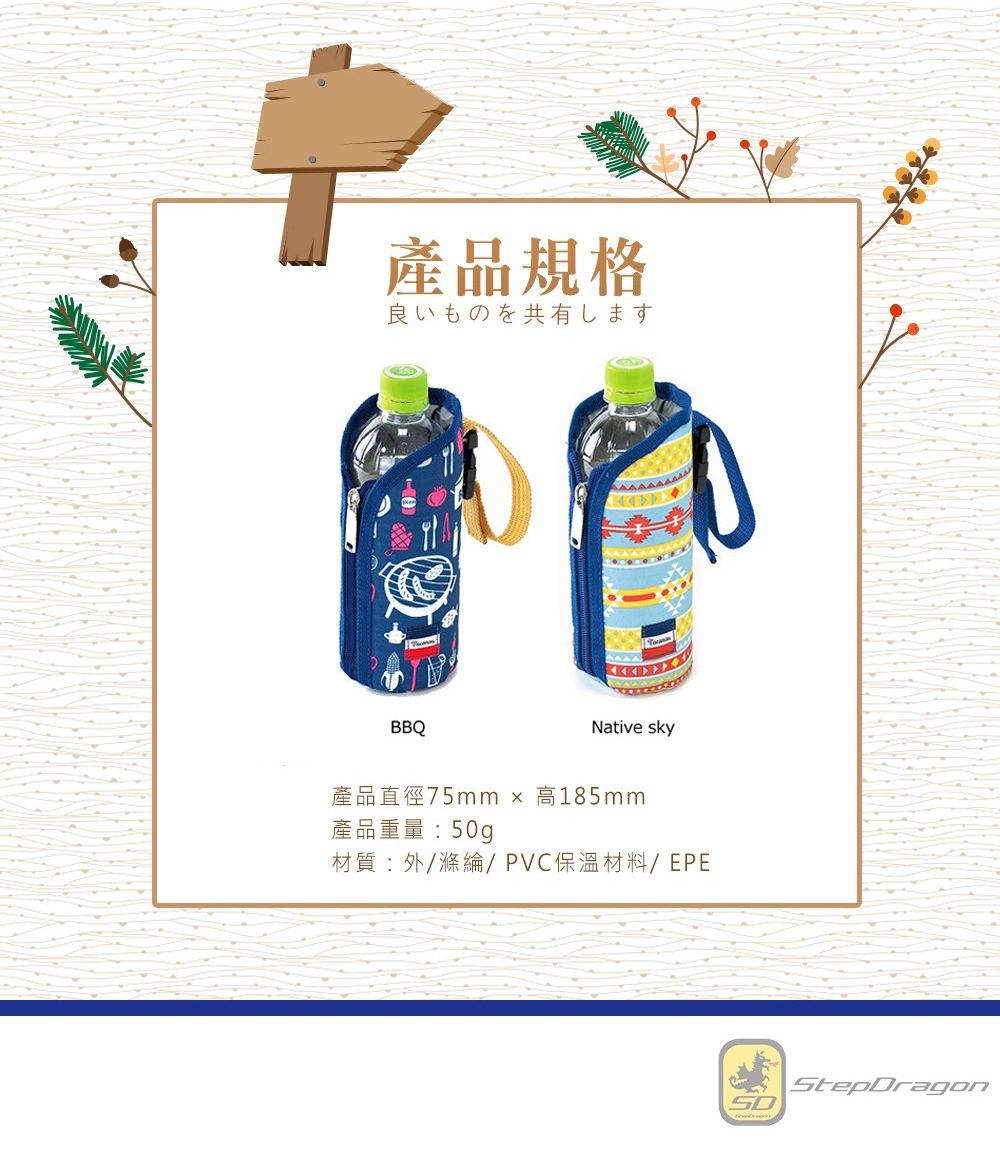 產品規格
良いものを共有します
BBQ
Native sky
產品直徑75mm × 高185mm
產品重量：50g
材質：外/滌綸/ PVC保溫材料/ EPE
SD
StepDragon
StepDragon